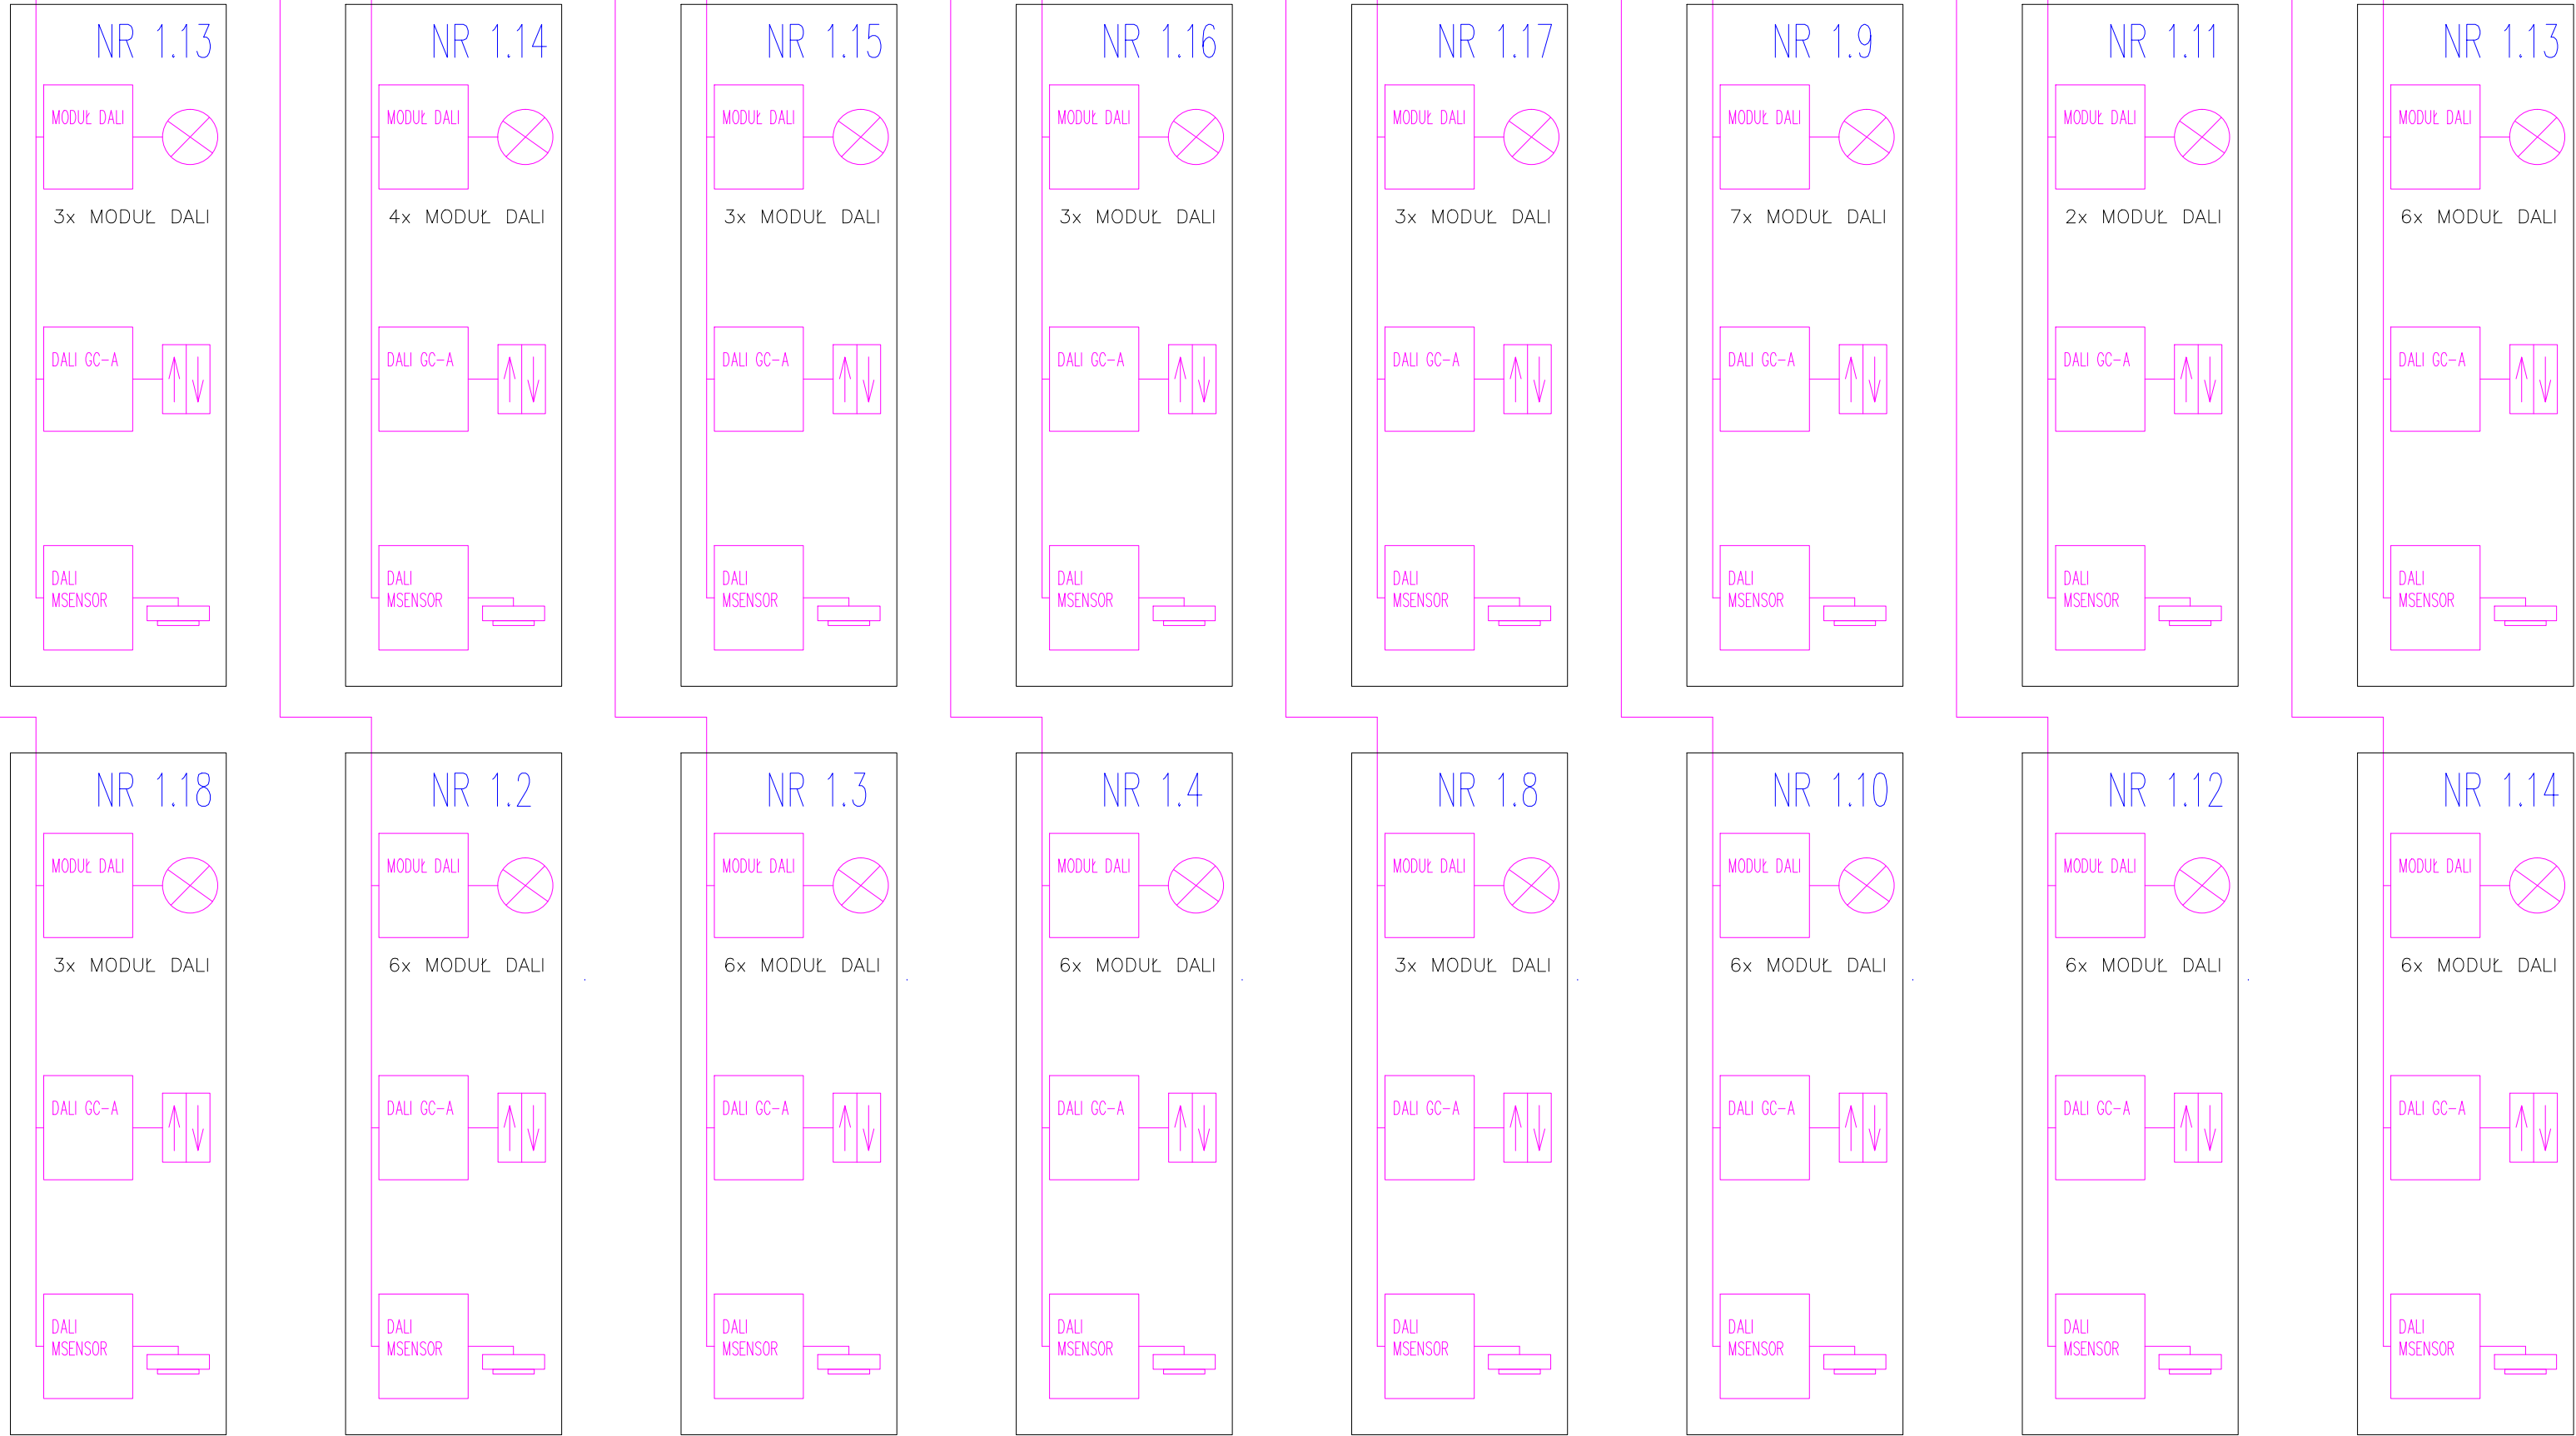 NR 1.13
MODUŁ DALI
3x MODUŁ DALI
DALI GC-A
DALI
MSENSOR
NR 1.14
MODUŁ DALI
4x MODUŁ DALI
DALI GC-A
DALI
MSENSOR
NR 1.15
MODUŁ DALI
3x MODUŁ DALI
DALI GC-A
DALI
MSENSOR
NR 1.16
MODUŁ DALI
3x MODUŁ DALI
DALI GC-A
DALI
MSENSOR
NR 1.17
MODUŁ DALI
3x MODUŁ DALI
DALI GC-A
DALI
MSENSOR
NR 1.9
MODUŁ DALI
7x MODUŁ DALI
DALI GC-A
DALI
MSENSOR
NR 1.11
MODUŁ DALI
2x MODUŁ DALI
DALI GC-A
DALI
MSENSOR
NR 1.13
MODUŁ DALI
6x MODUŁ DALI
DALI GC-A
DALI
MSENSOR
NR 1.18
MODUŁ DALI
3x MODUŁ DALI
DALI GC-A
DALI
MSENSOR
NR 1.2
MODUŁ DALI
6x MODUŁ DALI
DALI GC-A
DALI
MSENSOR
NR 1.3
MODUŁ DALI
6x MODUŁ DALI
DALI GC-A
DALI
MSENSOR
NR 1.4
MODUŁ DALI
6x MODUŁ DALI
DALI GC-A
DALI
MSENSOR
NR 1.8
MODUŁ DALI
3x MODUŁ DALI
DALI GC-A
DALI
MSENSOR
NR 1.10
MODUŁ DALI
6x MODUŁ DALI
DALI GC-A
DALI
MSENSOR
NR 1.12
MODUŁ DALI
6x MODUŁ DALI
DALI GC-A
DALI
MSENSOR
NR 1.14
MODUŁ DALI
6x MODUŁ DALI
DALI GC-A
DALI
MSENSOR